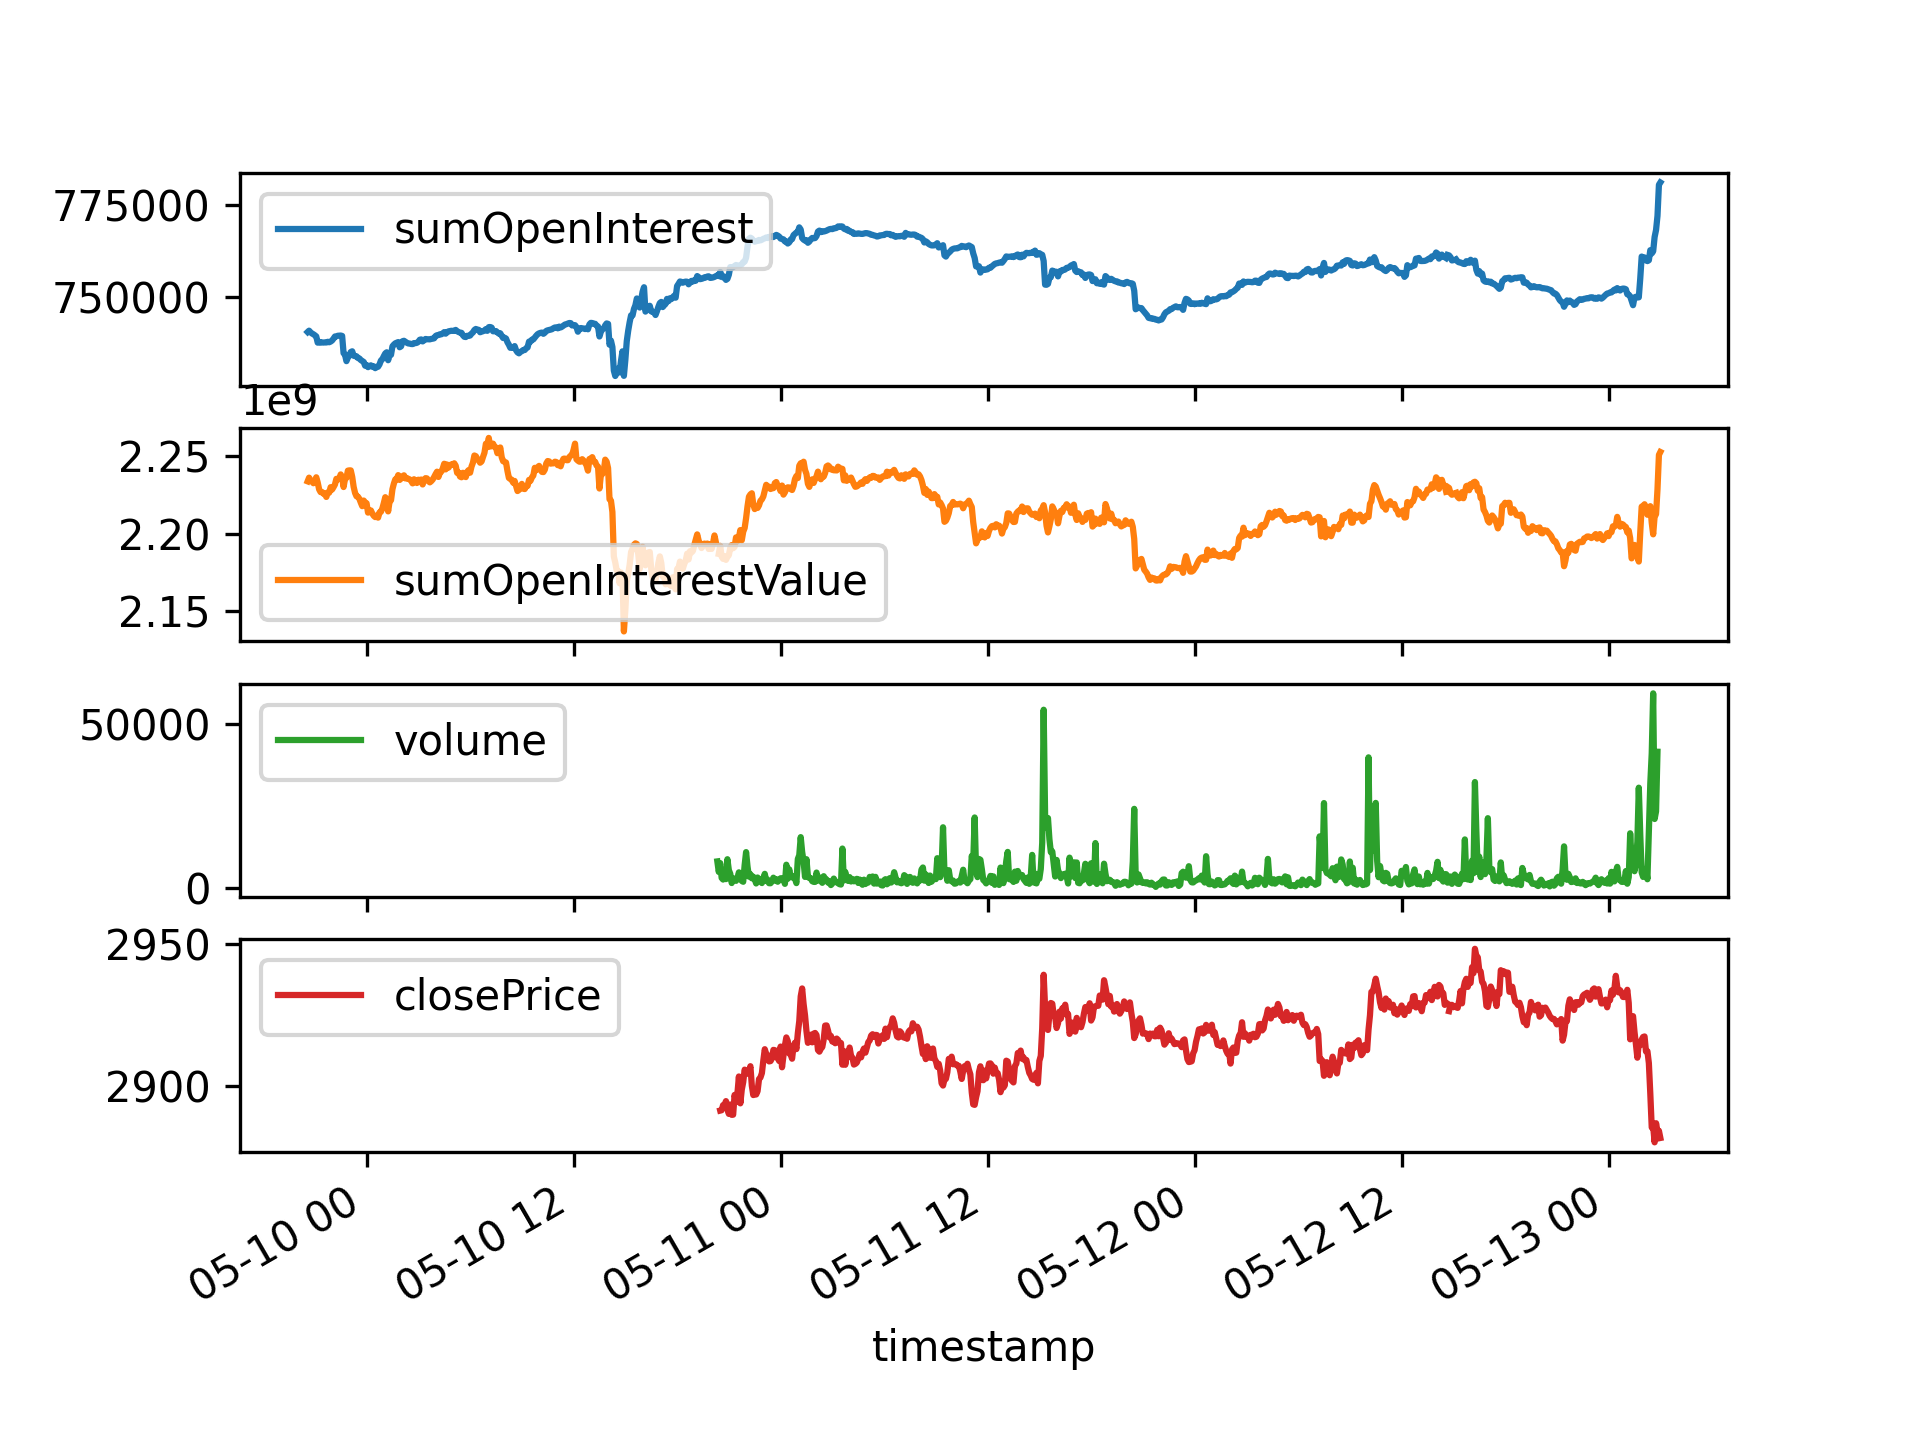 775000
sumOpenInterest
750000
1e9
2.25
2.20
sumOpenInterestValue
2.15
50000
volume
0
2950
closePrice
2900
05-10 00
05-10 12
05-11 00
05-11 12
05-12 00
05-12 12
05-13 00
timestamp